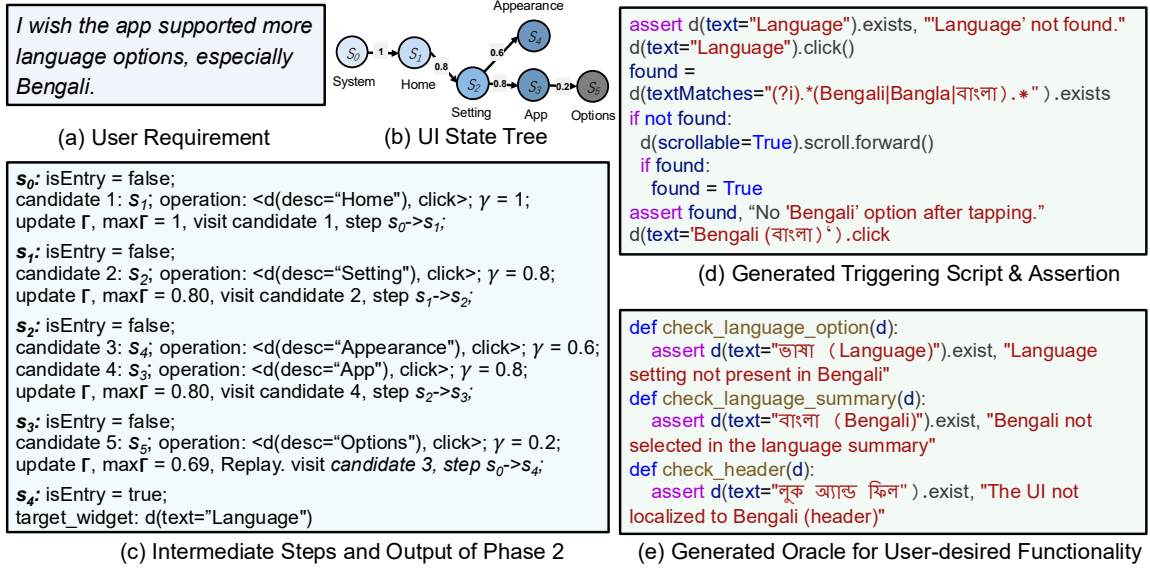 I wish the app supported more
language options, especially
Bengali.
(a) User Requirement
Appearance
S4
S0
1
S1
0.8
0.6
S2
0.8
S3
0.2
S5
System
Home
Setting
App
Options
(b) UI State Tree
s0: isEntry = false;
candidate 1: s1; operation: <d(desc=“Home"), click>; γ = 1;
update Γ, maxΓ = 1, visit candidate 1, step s0->s1;
s1: isEntry = false;
candidate 2: s2; operation: <d(desc=“Setting"), click>; γ = 0.8;
update Γ, maxΓ = 0.80, visit candidate 2, step s1->s2;
s2: isEntry = false;
candidate 3: s4; operation: <d(desc=“Appearance"), click>; γ = 0.6;
candidate 4: s3; operation: <d(desc=“App"), click>; γ = 0.8;
update Γ, maxΓ = 0.80, visit candidate 4, step s2->s3;
s3: isEntry = false;
candidate 5: s5; operation: <d(desc=“Options"), click>; γ = 0.2;
update Γ, maxΓ = 0.69, Replay. visit candidate 3, step s0->s4;
s4: isEntry = true;
target_widget: d(text=”Language")
(c) Intermediate Steps and Output of Phase 2
assert d(text="Language").exists, "'Language’ not found."
d(text="Language").click()
found =
d(textMatches="(?i).*(Bengali|Bangla|বাংলা).*" ).exists
if not found:
d(scrollable=True).scroll.forward()
if found:
found = True
assert found, “No 'Bengali’ option after tapping.”
d(text='Bengali (বাংলা)‘).click
(d) Generated Triggering Script & Assertion
def check_language_option(d):
assert d(text="ভাষা (Language)").exist, "Language
setting not present in Bengali"
def check_language_summary(d):
assert d(text="বাংলা (Bengali)").exist, "Bengali not
selected in the language summary"
def check_header(d):
assert d(text="লুক অ্যান্ড ফিল" ).exist, "The UI not
localized to Bengali (header)"
(e) Generated Oracle for User-desired Functionality